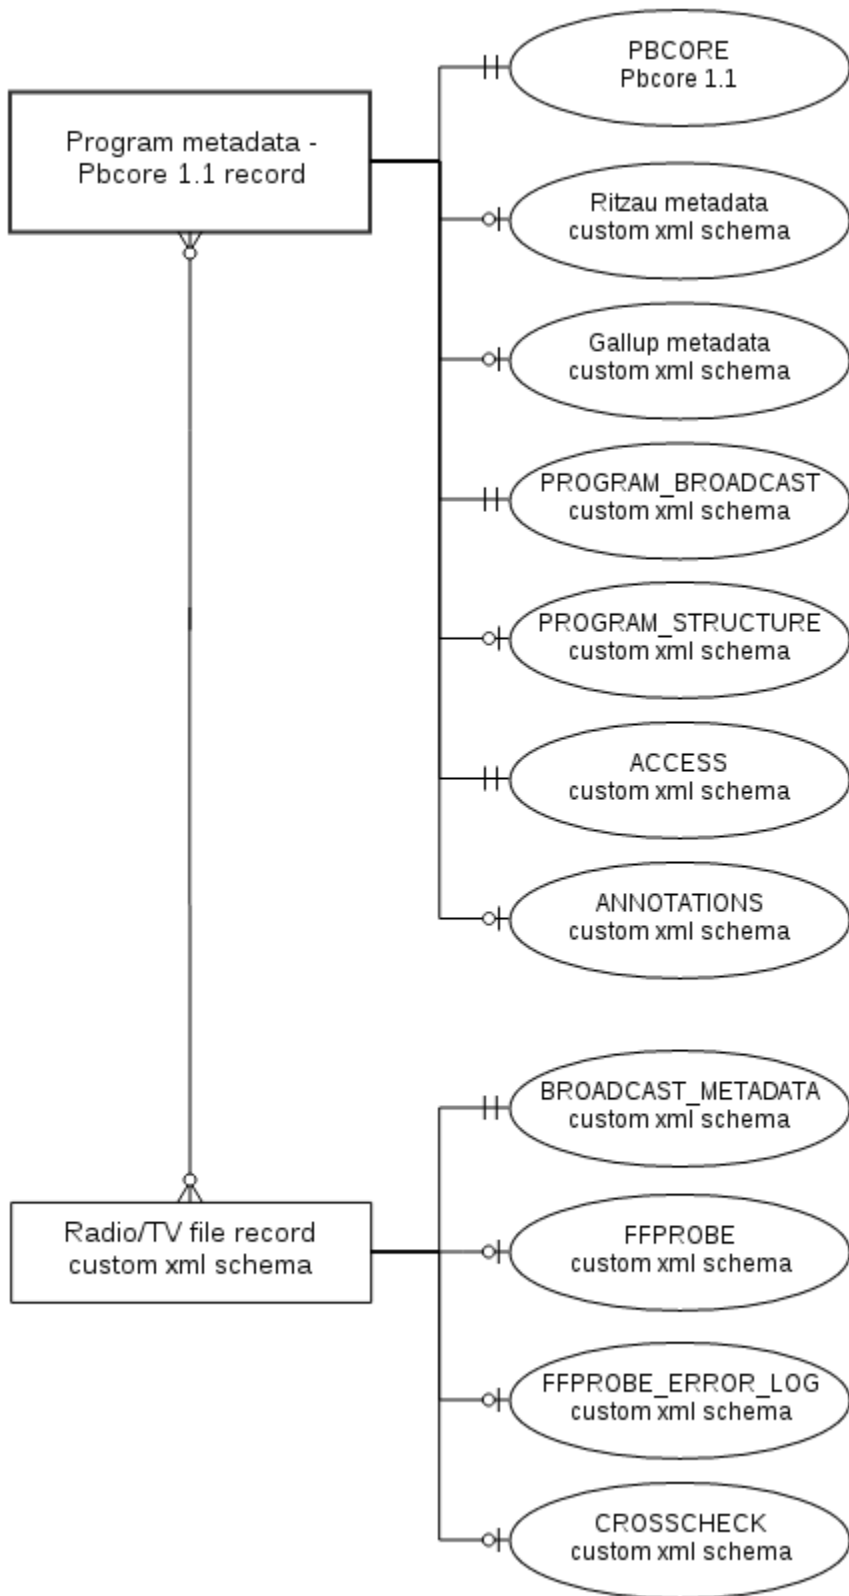 PBCORE
Pbcore 1.1
Program metadata -
Pbcore 1.1 record
Ritzau metadata
custom xml schema
Gallup metadata
custom xml schema
PROGRAM_BROADCAST
custom xml schema
PROGRAM_STRUCTURE
custom xml schema
ACCESS
custom xml schema
ANNOTATIONS
custom xml schema
BROADCAST_METADATA
custom xml schema
Radio/TV file record
custom xml schema
FFPROBE
custom xml schema
FFPROBE_ERROR_LOG
custom xml schema
CROSSCHECK
custom xml schema